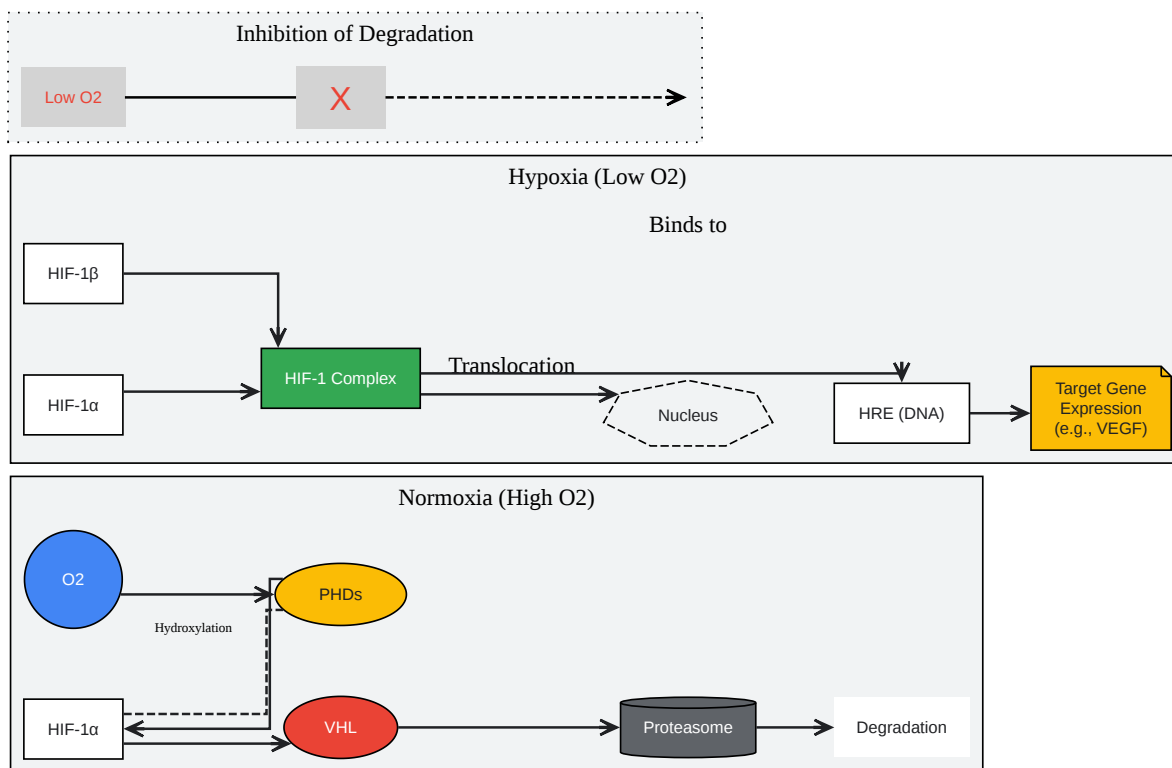 Inhibition of Degradation
Low O2
X
Hypoxia (Low O2)
Binds to
HIF-1β
Translocation
HIF-1 Complex
HIF-1α
Nucleus
HRE (DNA)
Target Gene
Expression
(e.g., VEGF)
Normoxia (High O2)
O2
PHDs
Hydroxylation
HIF-1α
VHL
Proteasome
Degradation